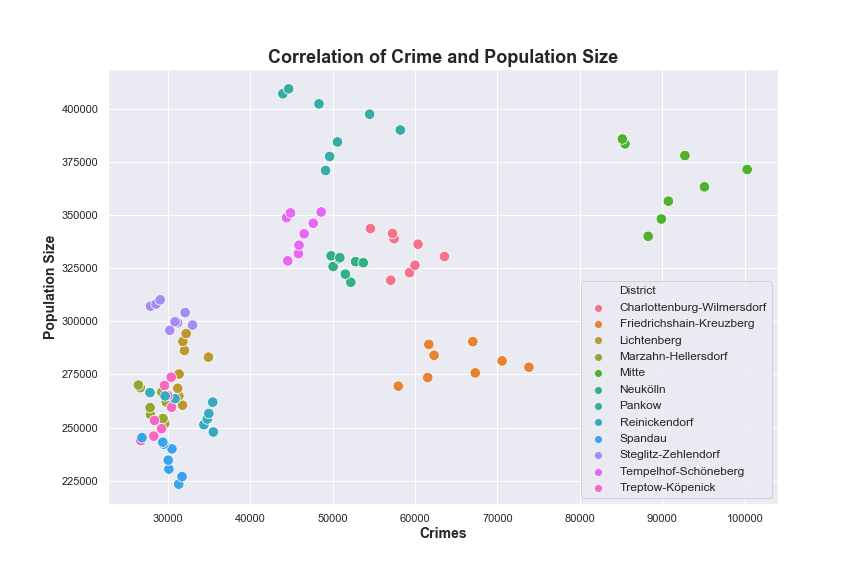 Correlation of Crime and Population Size
Population Size
400000
375000
350000
325000
300000
275000
250000
225000
District
Charlottenburg-Wilmersdorf
Friedrichshain-Kreuzberg
Lichtenberg
Marzahn-Hellersdorf
Mitte
Neukölln
Pankow
Reinickendorf
Spandau
Steglitz-Zehlendorf
Tempelhof-Schöneberg
Treptow-Köpenick
30000 40000 50000 60000 70000 80000 90000 100000
Crimes